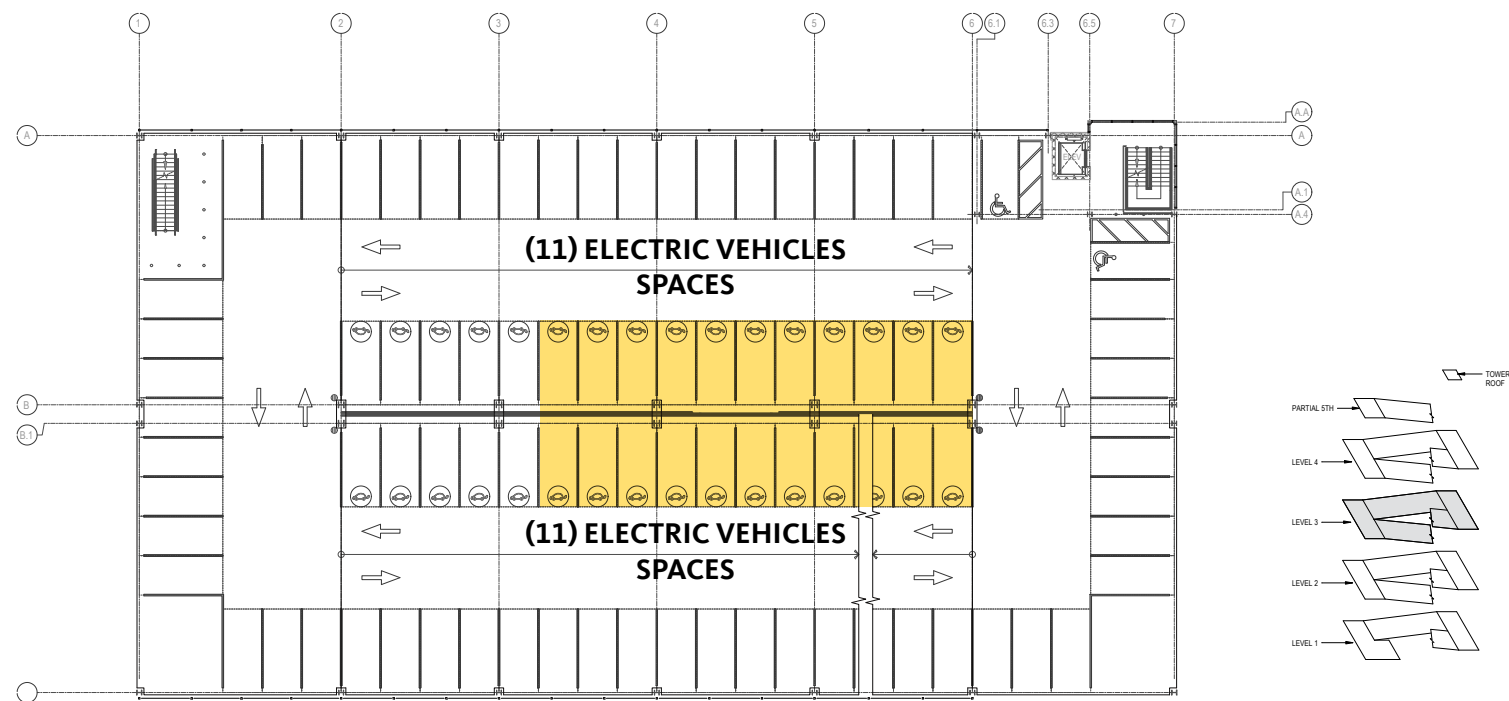 1
2
3
4
5
6
6.1
6.3
6.5
7
A.A
A
A
ELEV
A.1
A.4
(11) ELECTRIC VEHICLES
SPACES
TOWER
ROOF
B
PARTIAL 5TH
B.1
LEVEL 4
LEVEL 3
(11) ELECTRIC VEHICLES
SPACES
LEVEL 2
LEVEL 1